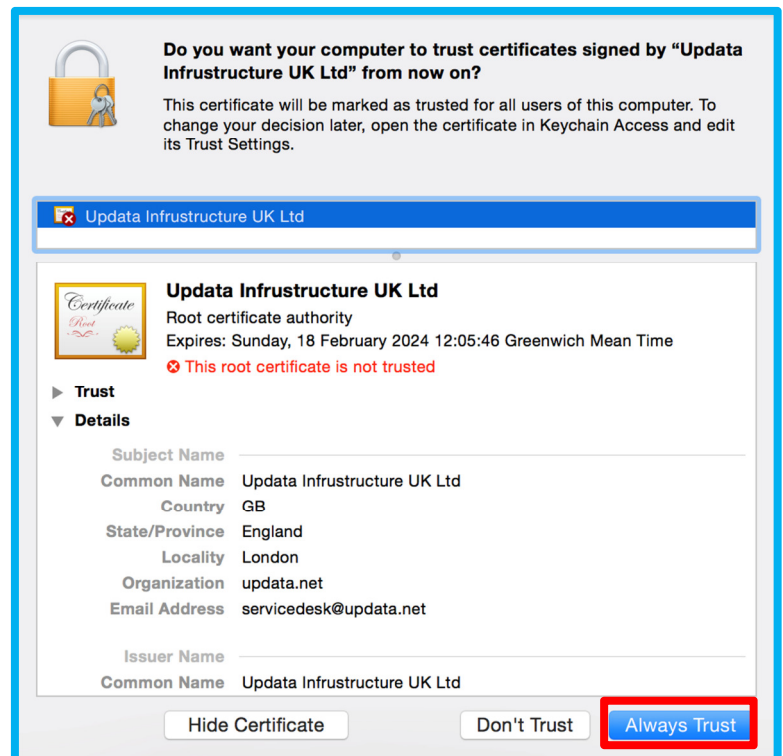 Do you want your computer to trust certificates signed by “Updata
Infrustructure UK Ltd” from now on?
This certificate will be marked as trusted for all users of this computer. To
change your decision later, open the certificate in Keychain Access and edit
its Trust Settings.
Updata Infrustructure UK Ltd
Certificate
Root
Updata Infrustructure UK Ltd
Root certificate authority
Expires: Sunday, 18 February 2024 12:05:46 Greenwich Mean Time
This root certificate is not trusted
Trust
Details
Subject Name
Common Name Updata Infrustructure UK Ltd
Country GB
State/Province England
Locality London
Organization updata.net
Email Address servicedesk@updata.net
Issuer Name
Common Name Updata Infrustructure UK Ltd
Hide Certificate Don't Trust Always Trust